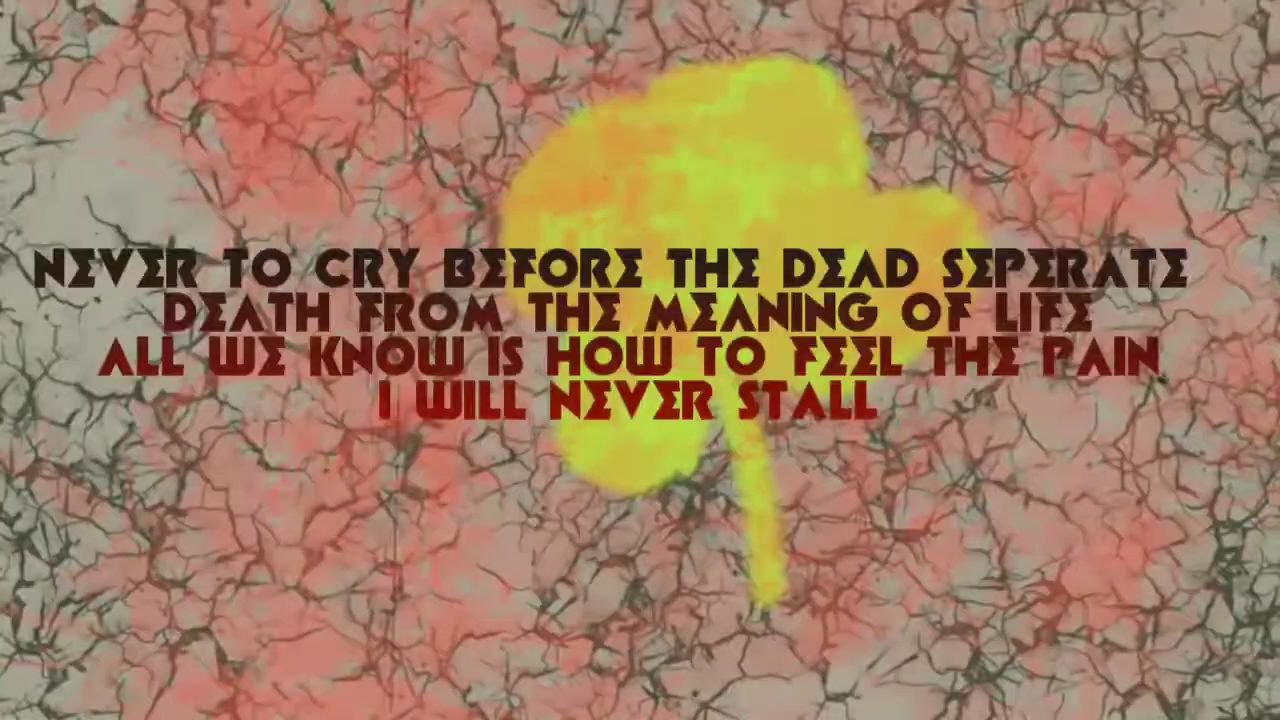 NEVER TO CRY BEFORE THE DEAD SEPERATE
DEATH FROM THE MEANING OF LIFE
ALL WE KNOW IS HOW TO FEEL THE PAIN
I WILL NEVER STALL